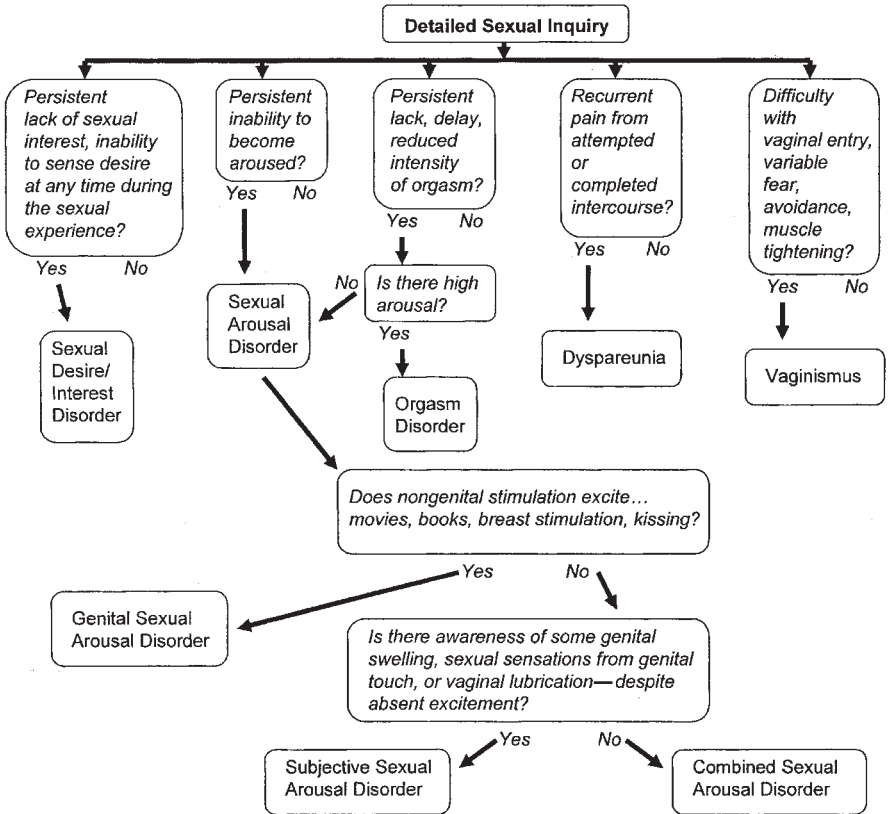 Detailed Sexual Inquiry
Persistent
lack of sexual
interest, inability
to sense desire
at any time during
the sexual
experience?
Yes No
Sexual
Desire/
Interest
Disorder
Persistent
inability to
become
aroused?
Yes No
Sexual
Arousal
Disorder
Persistent
lack, delay,
reduced
intensity
of orgasm?
Yes No
No
Is there high
arousal?
Yes
Orgasm
Disorder
Recurrent
pain from
attempted
or
completed
intercourse?
Yes No
Dyspareunia
Difficulty
with
vaginal entry,
variable
fear,
avoidance,
muscle
tightening?
Yes No
Vaginismus
Does nongenital stimulation excite...
movies, books, breast stimulation, kissing?
Yes No
Genital Sexual
Arousal Disorder
Is there awareness of some genital
swelling, sexual sensations from genital
touch, or vaginal lubrication—despite
absent excitement?
Yes No
Subjective Sexual
Arousal Disorder
Combined Sexual
Arousal Disorder